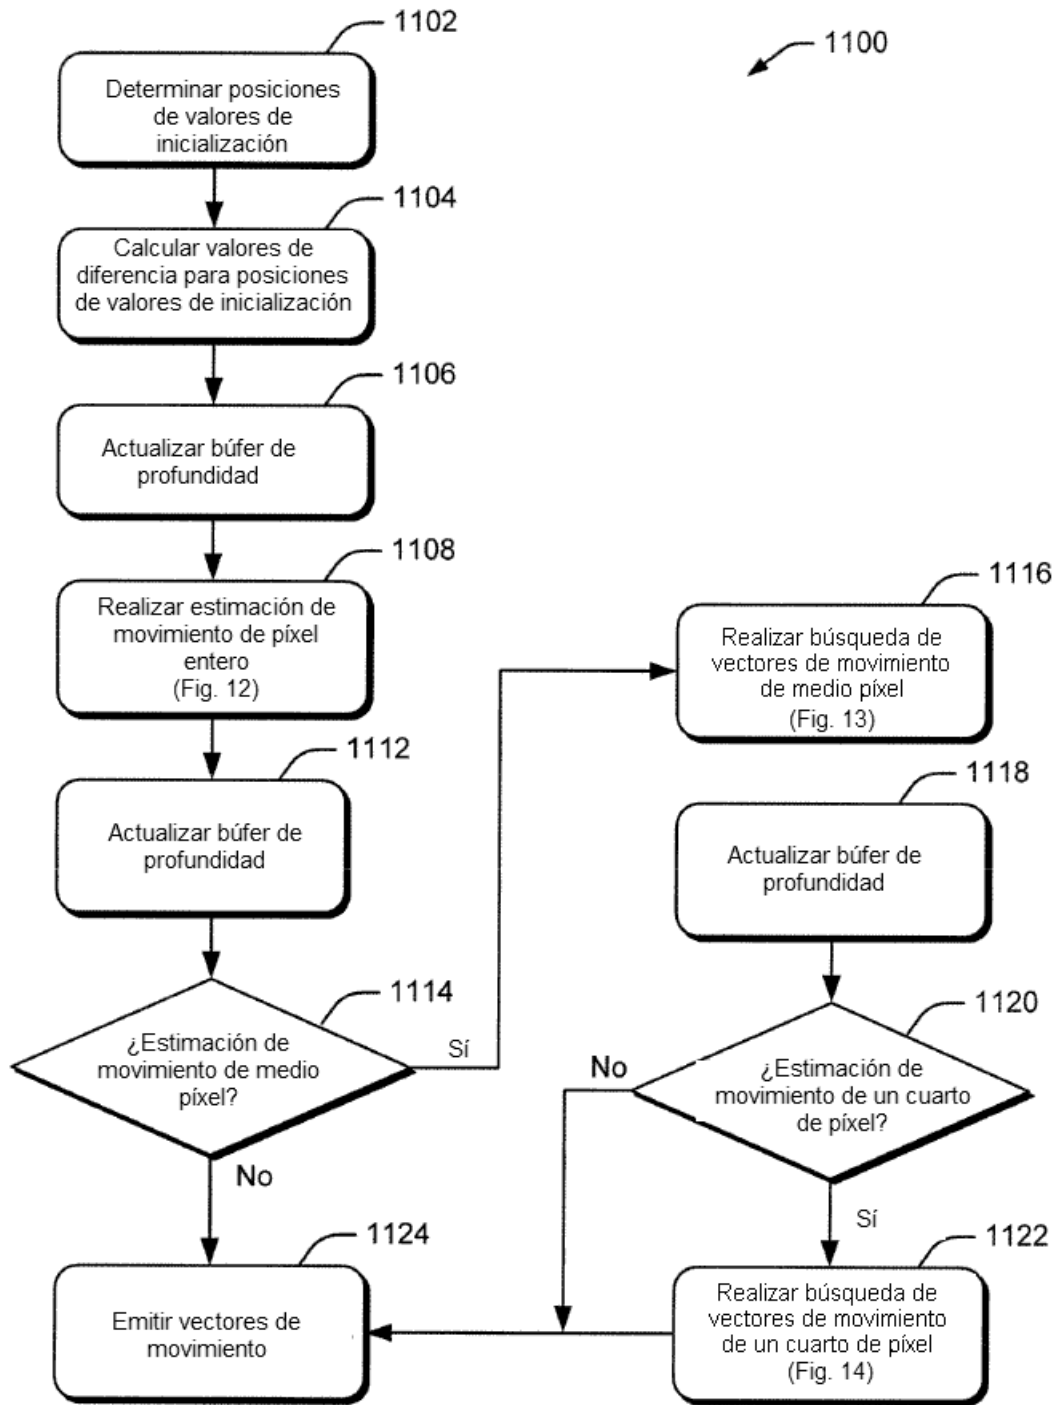 1100
1102
Determinar posiciones
de valores de
inicialización
1104
Calcular valores de
diferencia para posiciones
de valores de inicialización
1106
Actualizar búfer de
profundidad
1108
Realizar estimación de
movimiento de píxel
entero
(Fig. 12)
1112
Actualizar búfer de
profundidad
1114
¿Estimación de
movimiento de medio
píxel?
Sí
No
1116
Realizar búsqueda de
vectores de movimiento
de medio píxel
(Fig. 13)
1118
Actualizar búfer de
profundidad
1120
¿Estimación de
movimiento de un cuarto
de píxel?
No
Sí
1122
Realizar búsqueda de
vectores de movimiento
de un cuarto de píxel
(Fig. 14)
1124
Emitir vectores de
movimiento